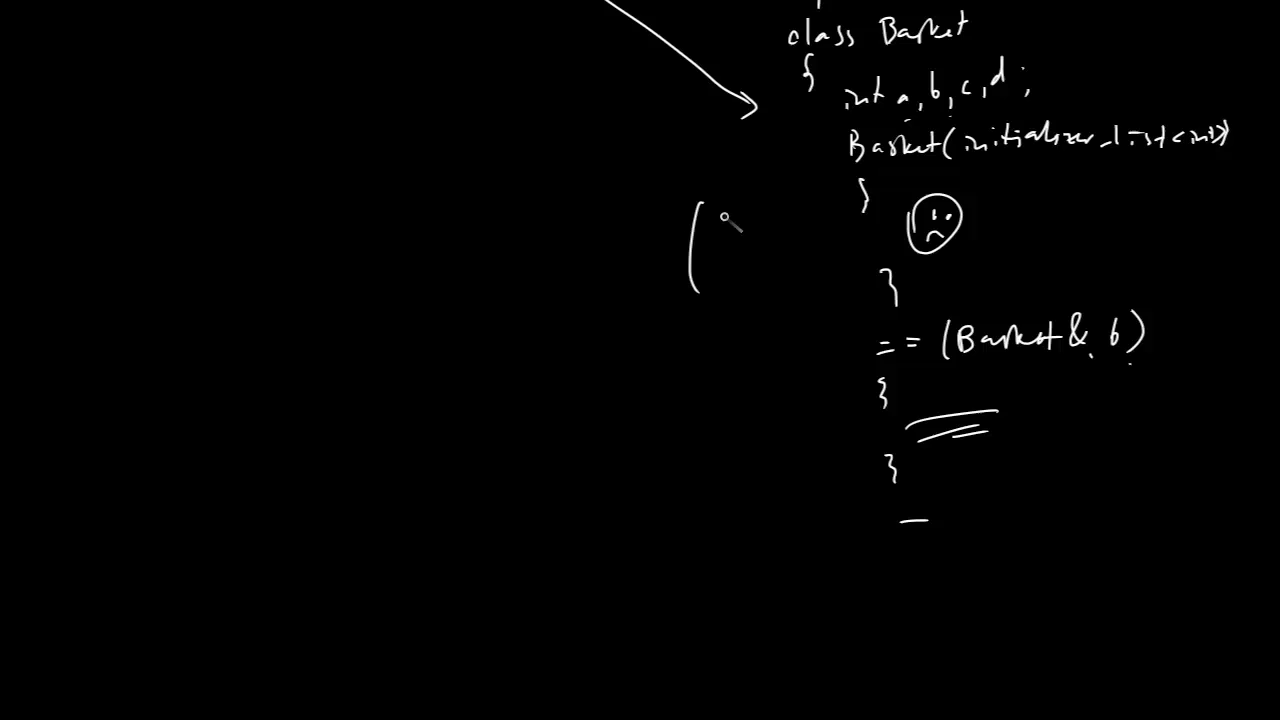 class Basket
{
int a, b, c, d ;
Basket(initializer_list<int>)
{
}
== (Basket& b)
{
}
(